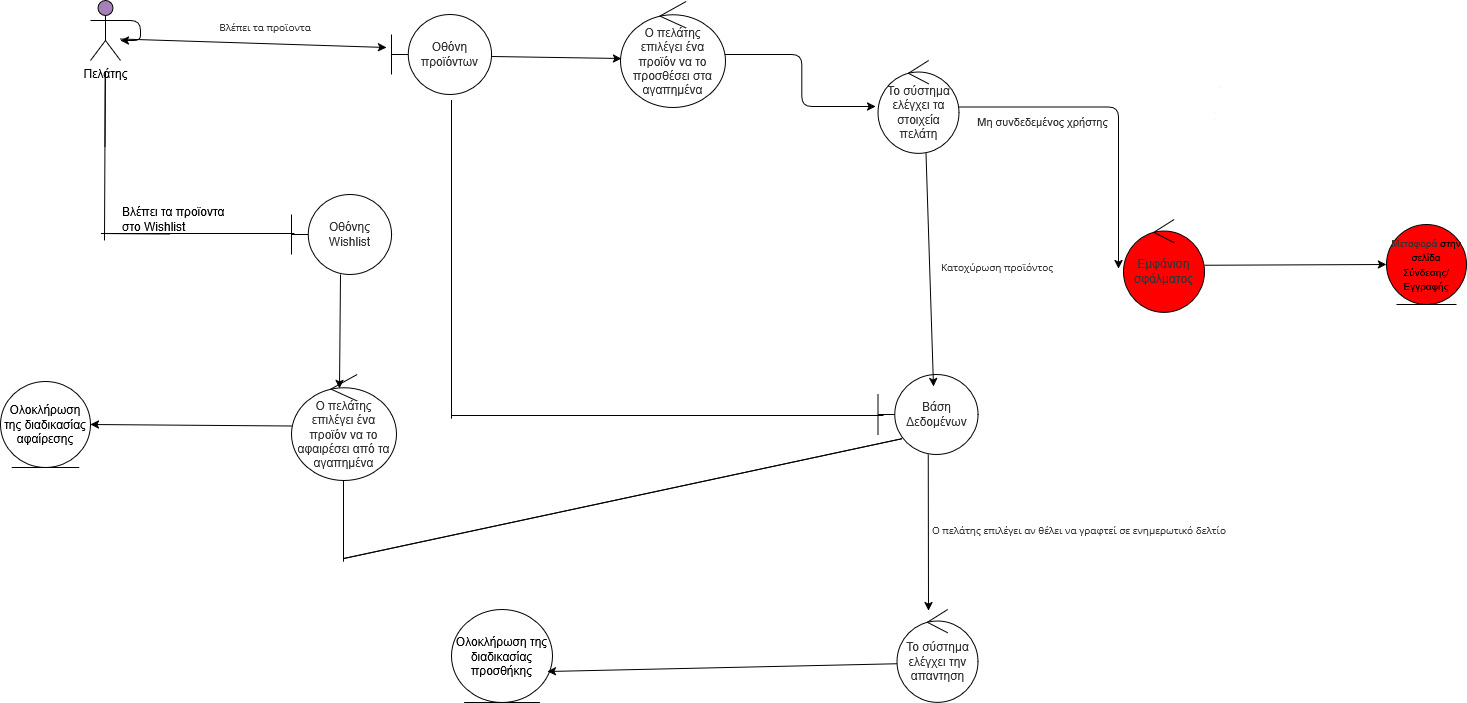 Βλέπει τα προϊοντα
Πελάτης
Οθόνη
προϊόντων
Ο πελάτης
επιλέγει ένα
προϊόν να το
προσθέσει στα
αγαπημένα
Το σύστημα
ελέγχει τα
στοιχεία
πελάτη
Μη συνδεδεμένος χρήστης
Βλέπει τα προϊοντα
στο Wishlist
Οθόνης
Wishlist
Κατοχύρωση προϊόντος
Εμφάνιση
σφάλματος
Μεταφορά στην
σελίδα
Σύνδεσης/
Εγγραφής
Ολοκλήρωση
της διαδικασίας
αφαίρεσης
Ο πελάτης
επιλέγει ένα
προϊόν να το
αφαιρέσει από τα
αγαπημένα
Βάση
Δεδομένων
Ο πελάτης επιλέγει αν θέλει να γραφτεί σε ενημερωτικό δελτίο
Ολοκλήρωση της
διαδικασίας
προσθήκης
Το σύστημα
ελέγχει την
απαντηση